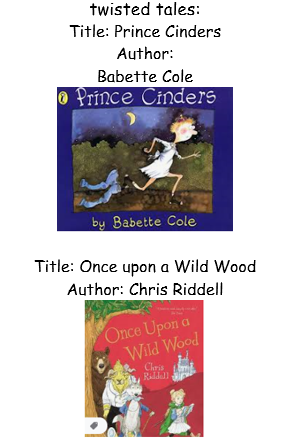 twisted tales:
Title: Prince Cinders
Author:
Babette Cole
Prince Cinders
by Babette Cole
Title: Once upon a Wild Wood
Author: Chris Riddell
Once Upon a
Wild Wood
Chris
Riddell